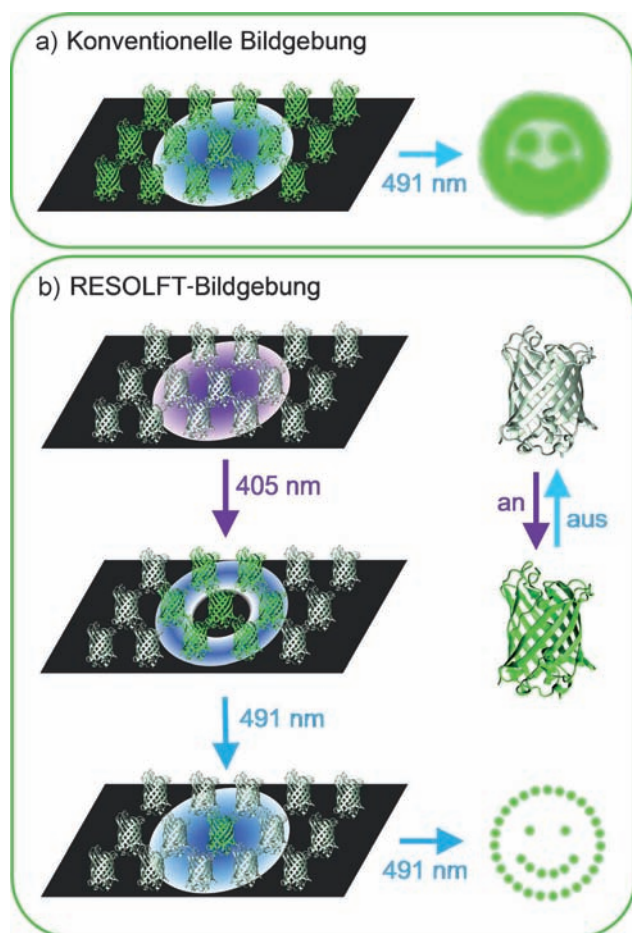 a) Konventionelle Bildgebung
491 nm
b) RESOLFT-Bildgebung
405 nm
an
aus
491 nm
491 nm